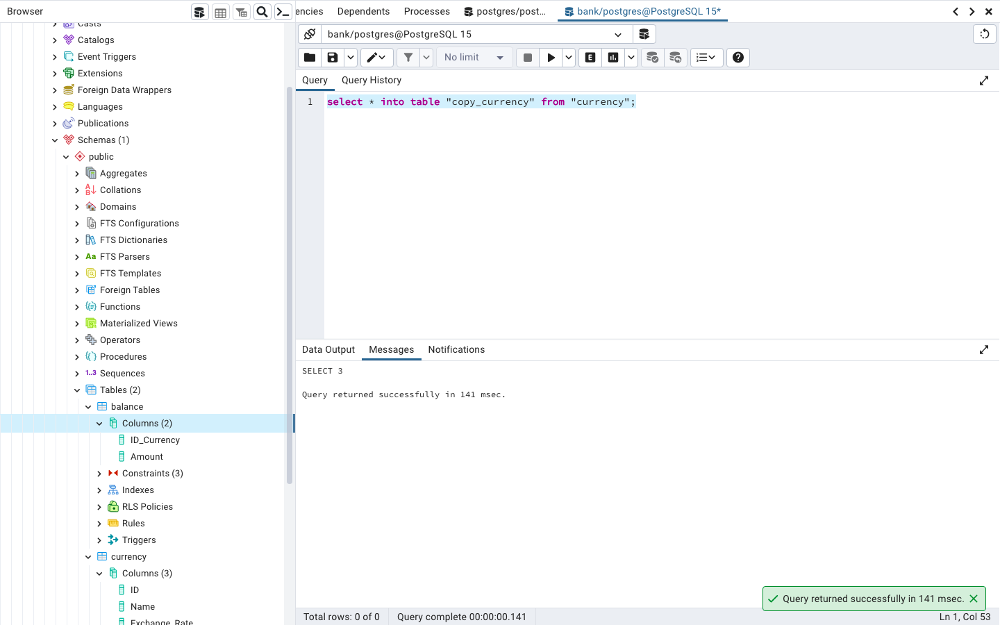 Browser
encies
Dependents
Processes
postgres/post...
bank/postgres@PostgreSQL 15*
bank/postgres@PostgreSQL 15
No limit
E
Query
Query History
1
select * into table "copy_currency" from "currency";
Data Output
Messages
Notifications
SELECT 3
Query returned successfully in 141 msec.
Query returned successfully in 141 msec.
Total rows: 0 of 0
Query complete 00:00:00.141
Ln 1, Col 53
Casts
Catalogs
Event Triggers
Extensions
Foreign Data Wrappers
Languages
Publications
Schemas (1)
public
Aggregates
Collations
Domains
FTS Configurations
FTS Dictionaries
Aa FTS Parsers
FTS Templates
Foreign Tables
Functions
Materialized Views
Operators
Procedures
1..3 Sequences
Tables (2)
balance
Columns (2)
ID_Currency
Amount
Constraints (3)
Indexes
RLS Policies
Rules
Triggers
currency
Columns (3)
ID
Name
Exchange_Rate